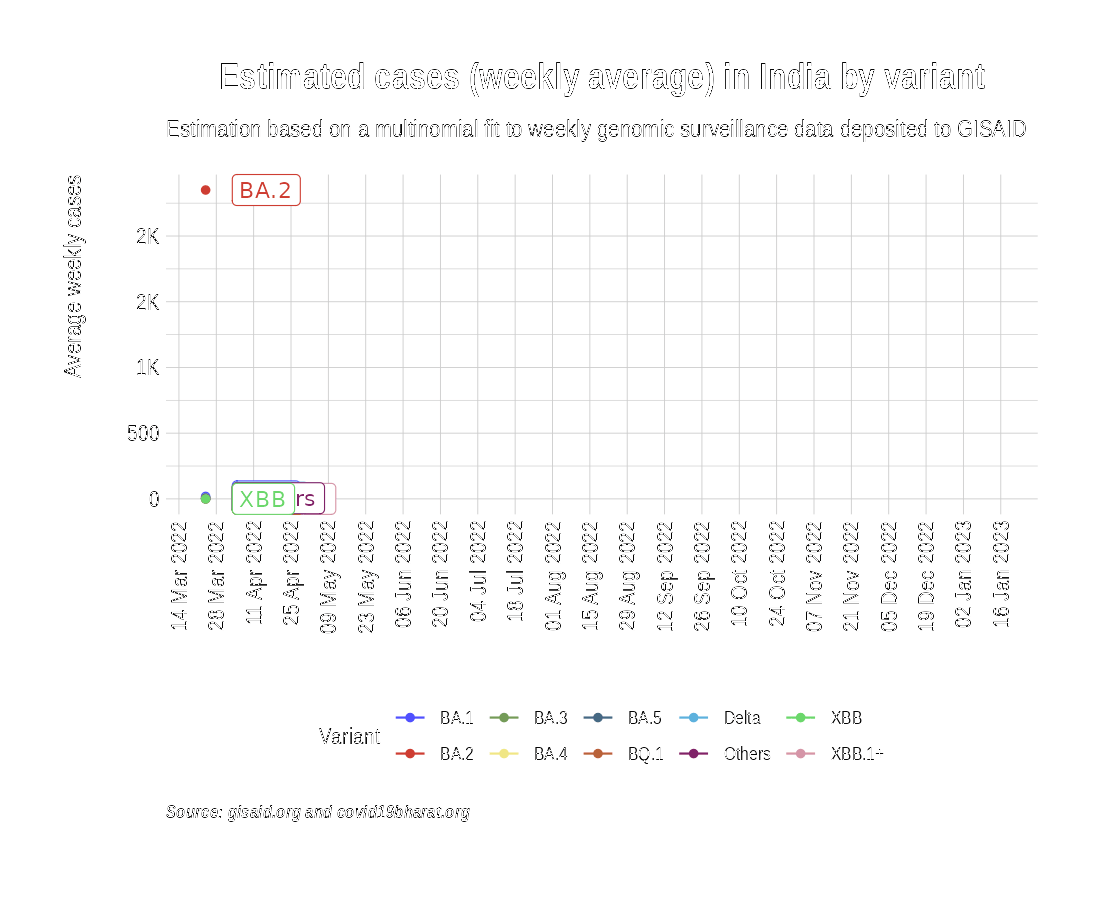 Estimated cases (weekly average) in India by variant
Estimation based on a multinomial fit to weekly genomic surveillance data deposited to GISAID
Average weekly cases
BA.2
2K
2K
1K
500
0
XBB
rs
14 Mar 2022
28 Mar 2022
11 Apr 2022
25 Apr 2022
09 May 2022
23 May 2022
06 Jun 2022
20 Jun 2022
04 Jul 2022
18 Jul 2022
01 Aug 2022
15 Aug 2022
29 Aug 2022
12 Sep 2022
26 Sep 2022
10 Oct 2022
24 Oct 2022
07 Nov 2022
21 Nov 2022
05 Dec 2022
19 Dec 2022
02 Jan 2023
16 Jan 2023
Variant
BA.1 BA.3 BA.5 Delta XBB
BA.2 BA.4 BQ.1 Others XBB.1+
Source: gisaid.org and covid19bharat.org